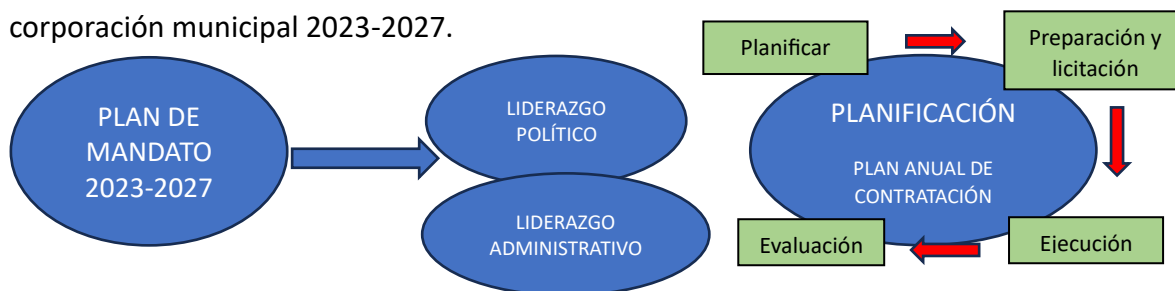 corporación municipal 2023-2027.
PLAN DE
MANDATO
2023-2027
LIDERAZGO
POLÍTICO
LIDERAZGO
ADMINISTRATIVO
Planificar
Preparación y
licitación
PLANIFICACIÓN
PLAN ANUAL DE
CONTRATACIÓN
Evaluación
Ejecución